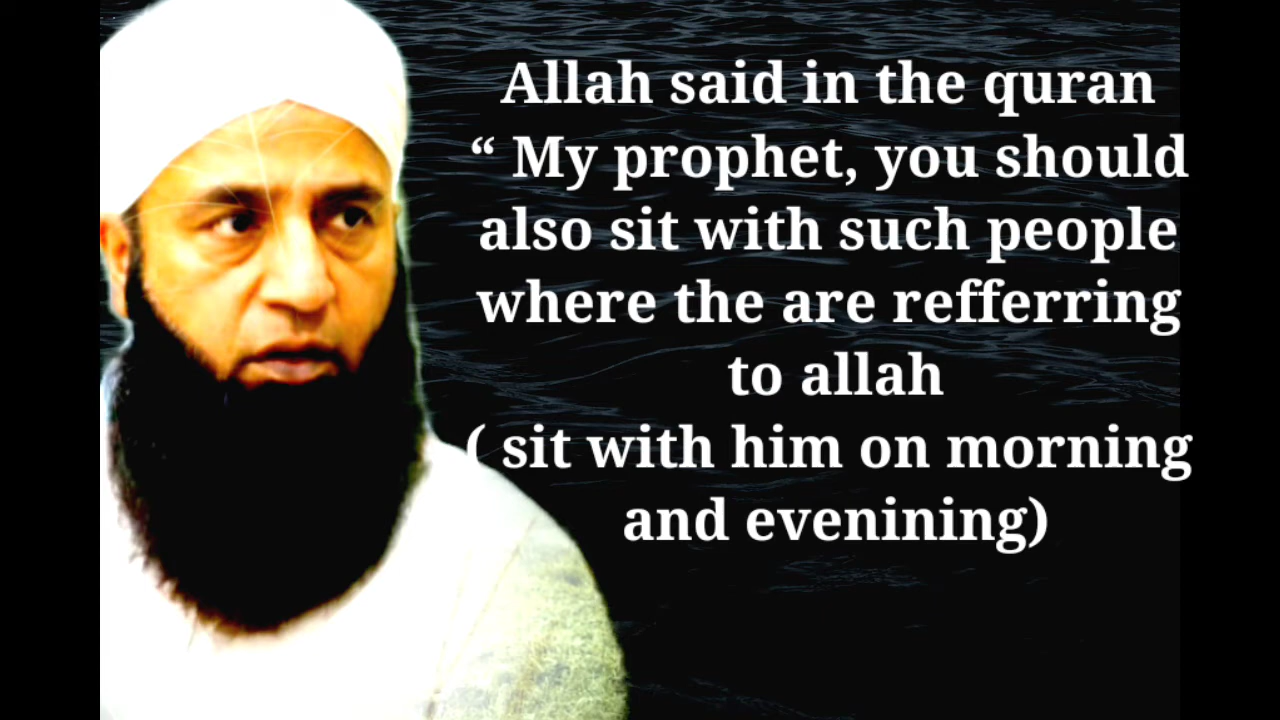 Allah said in the quran
“ My prophet, you should
also sit with such people
where the are refferring
to allah
( sit with him on morning
and evenining)